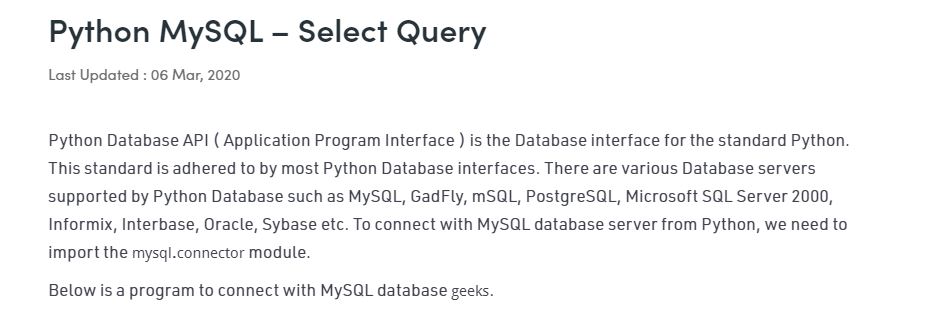 Python MySQL – Select Query
Last Updated : 06 Mar, 2020
Python Database API ( Application Program Interface ) is the Database interface for the standard Python.
This standard is adhered to by most Python Database interfaces. There are various Database servers
supported by Python Database such as MySQL, GadFly, mSQL, PostgreSQL, Microsoft SQL Server 2000,
Informix, Interbase, Oracle, Sybase etc. To connect with MySQL database server from Python, we need to
import the mysql.connector module.
Below is a program to connect with MySQL database geeks.